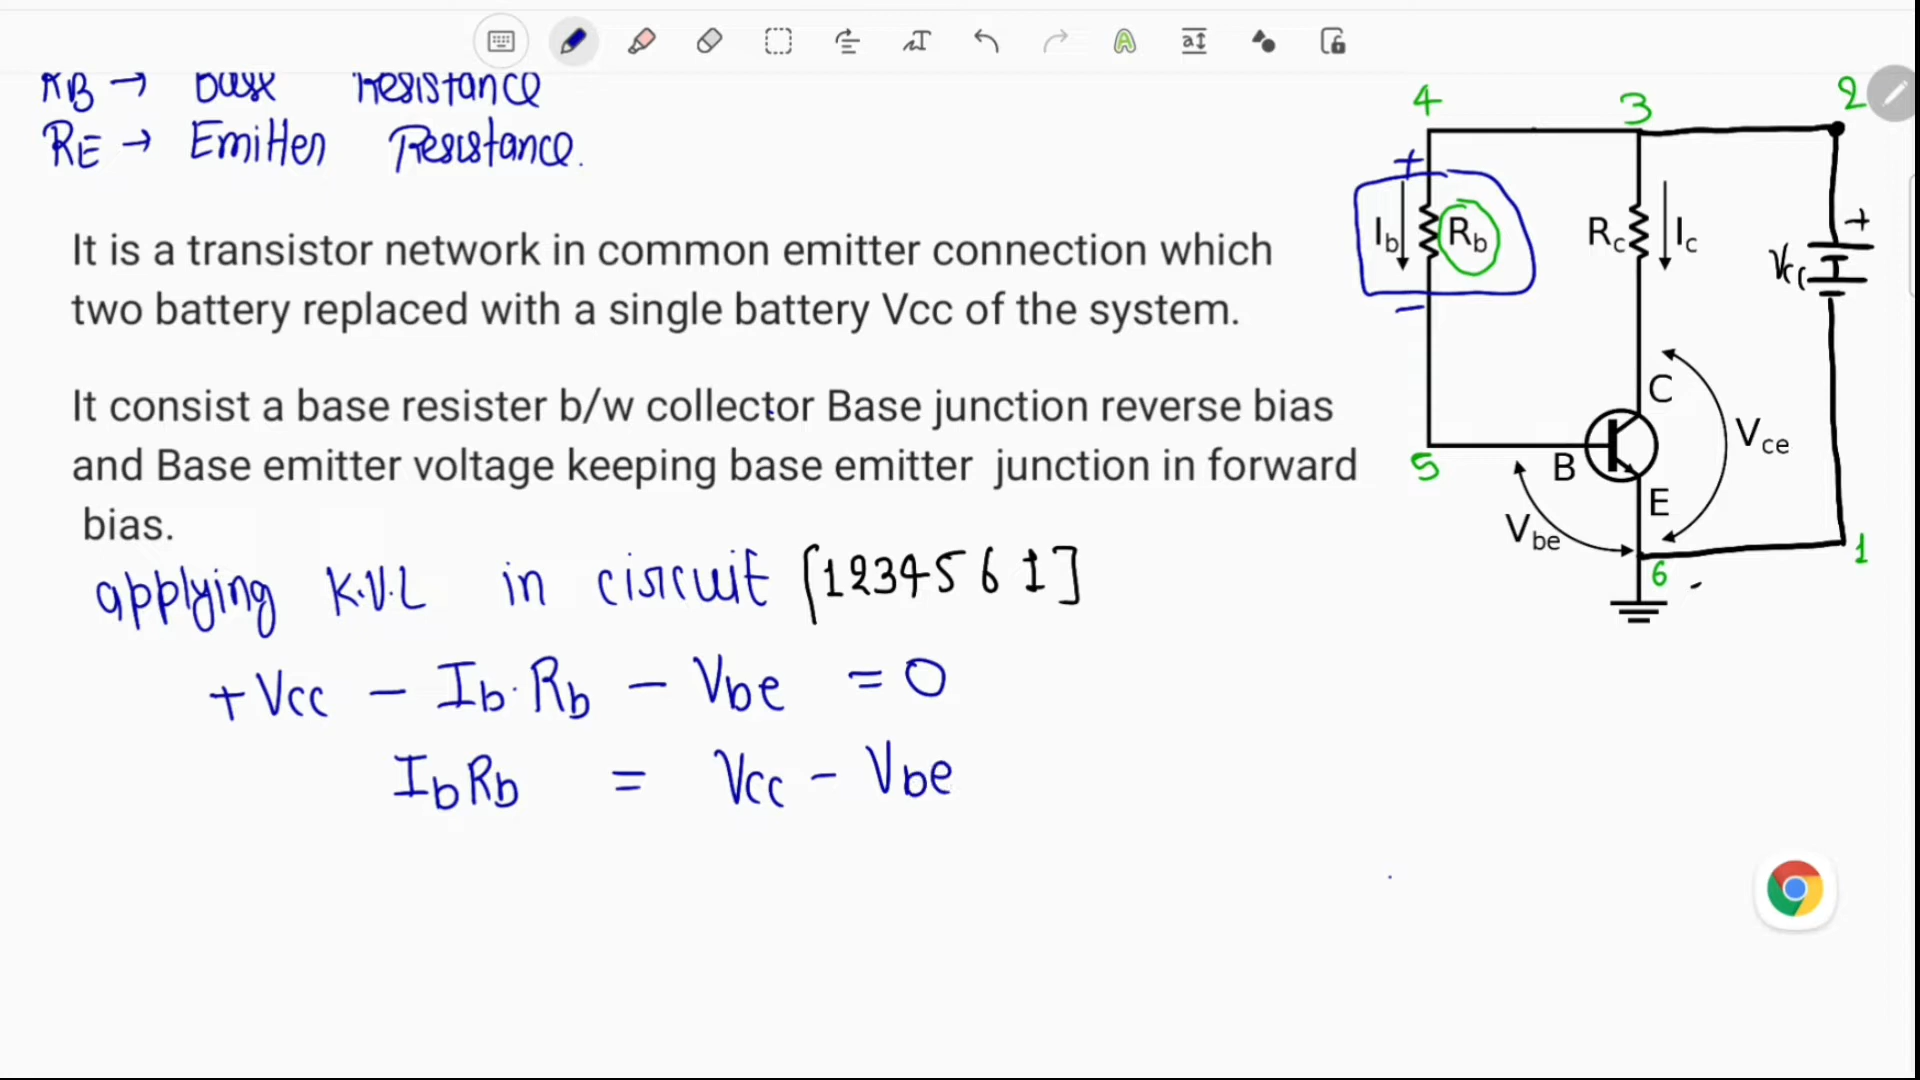 RB → Base Resistance
RE → Emitter Resistance.
It is a transistor network in common emitter connection which
two battery replaced with a single battery Vcc of the system.
It consist a base resister b/w collector Base junction reverse bias
and Base emitter voltage keeping base emitter junction in forward
bias.
applying K.V.L in circuit [1 2 3 4 5 6 1]
+Vcc - Ib.Rb - Vbe = 0
IbRb = Vcc - Vbe
4 3 2
+
Ib Rb Rc Ic + Vcc
-
C
Vce
5 B
E
Vbe
6 1